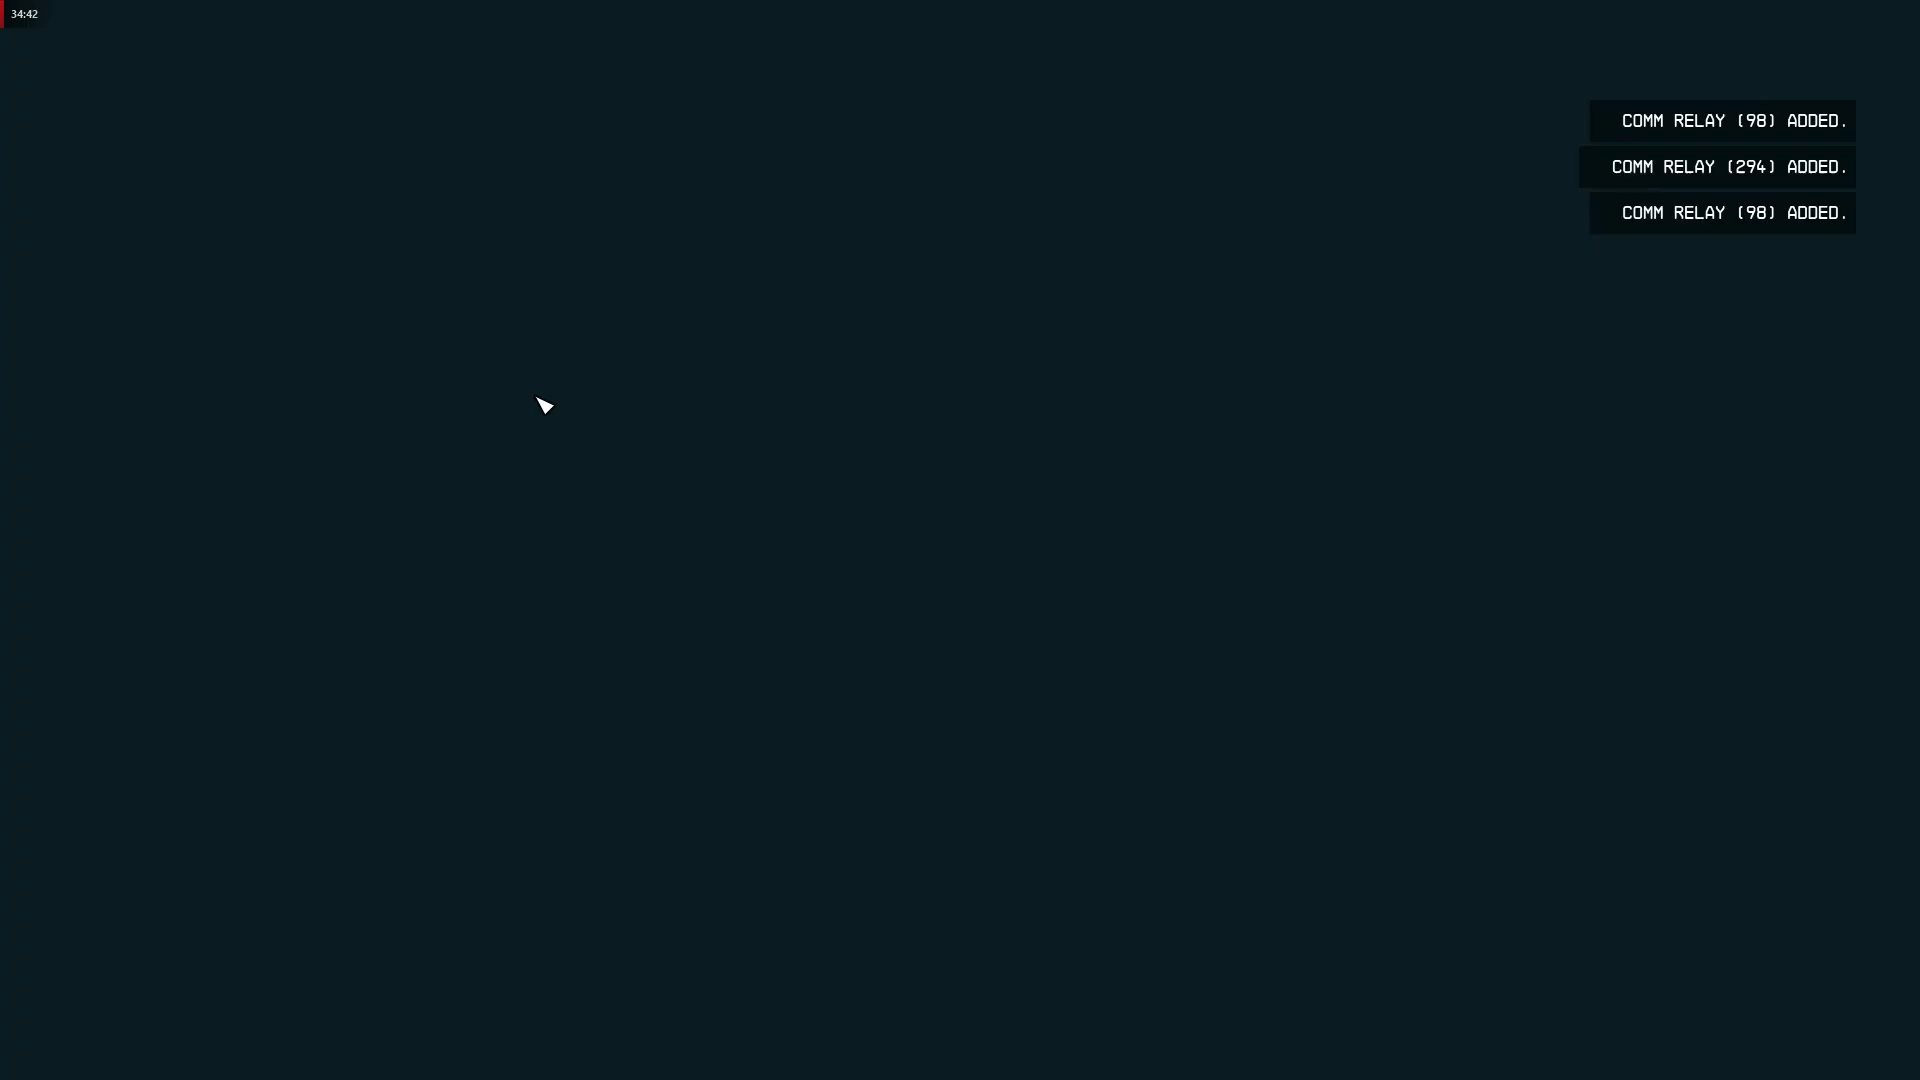 34:42
COMM RELAY (98) ADDED.
COMM RELAY (294) ADDED.
COMM RELAY (98) ADDED.